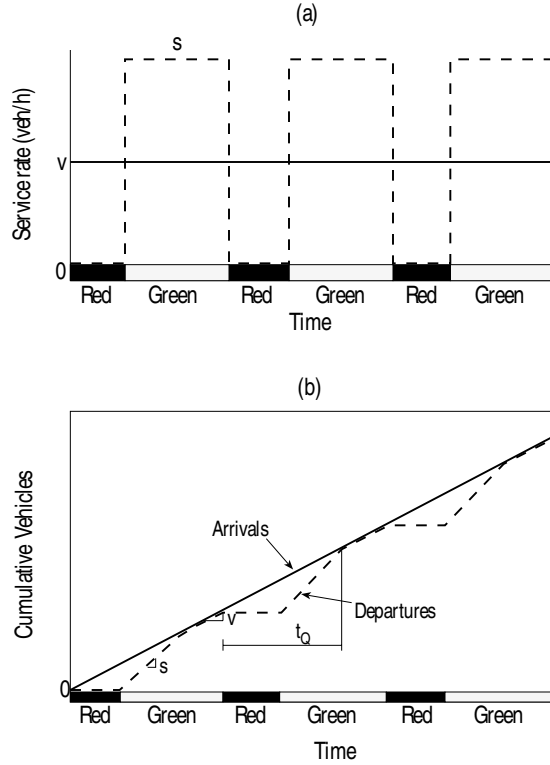 (a)
s
Service rate (veh/h)
v
0
Red Green Red Green Red Green
Time
(b)
Cumulative Vehicles
Arrivals
v
Departures
t_Q
s
0
Red Green Red Green Red Green
Time